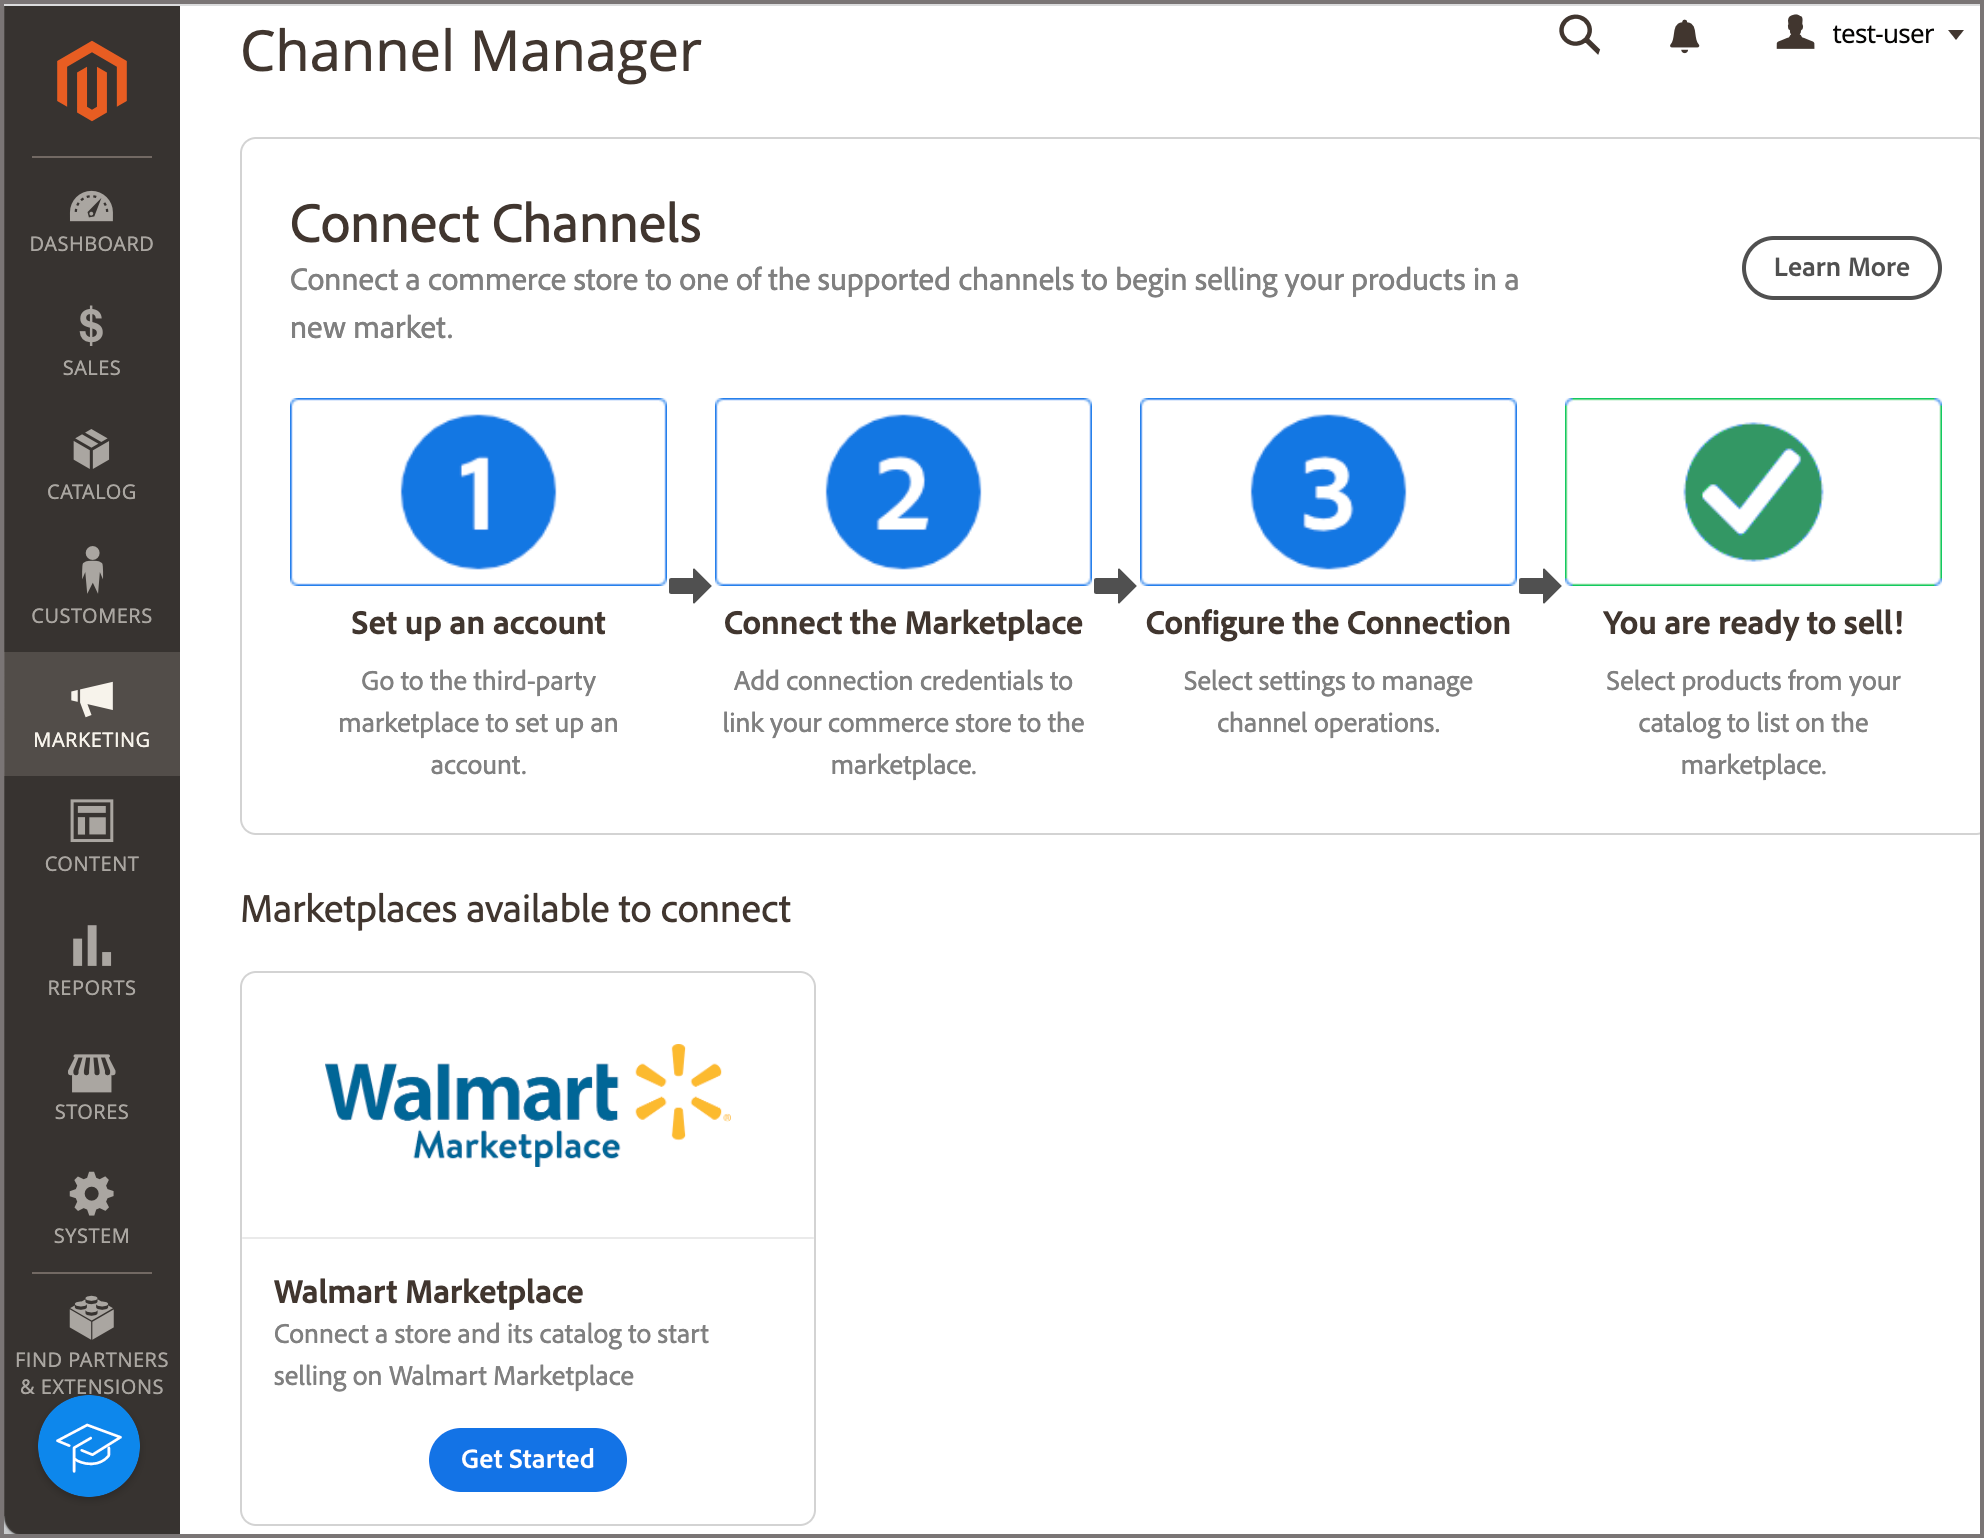 Channel Manager
test-user
DASHBOARD
SALES
CATALOG
CUSTOMERS
MARKETING
CONTENT
REPORTS
STORES
SYSTEM
FIND PARTNERS
& EXTENSIONS
Connect Channels
Connect a commerce store to one of the supported channels to begin selling your products in a
new market.
Learn More
1
Set up an account
Go to the third-party
marketplace to set up an
account.
2
Connect the Marketplace
Add connection credentials to
link your commerce store to the
marketplace.
3
Configure the Connection
Select settings to manage
channel operations.
You are ready to sell!
Select products from your
catalog to list on the
marketplace.
Marketplaces available to connect
Walmart
Marketplace
Walmart Marketplace
Connect a store and its catalog to start
selling on Walmart Marketplace
Get Started